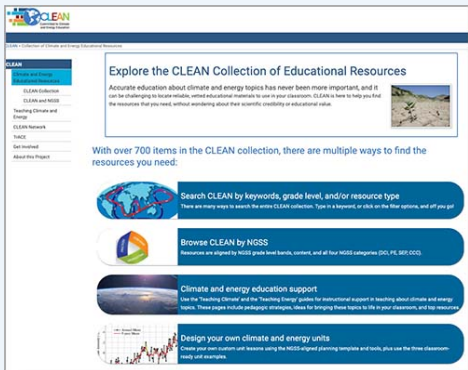 CLEAN
Committed to Climate
and Energy Education
CLEAN > Collection of Climate and Energy Educational Resources
CLEAN
Climate and Energy
Educational Resources
CLEAN Collection
CLEAN and NGSS
Teaching Climate and
Energy
CLEAN Network
TIACE
Get Involved
About this Project
Explore the CLEAN Collection of Educational Resources
Accurate education about climate and energy topics has never been more important, and it
can be challenging to locate reliable, vetted educational materials to use in your classroom. CLEAN is here to help you find
the resources that you need, without wondering about their scientific credibility or educational value.
With over 700 items in the CLEAN collection, there are multiple ways to find the
resources you need:
Search CLEAN by keywords, grade level, and/or resource type
There are many ways to search the entire CLEAN collection. Type in a keyword, or click on the filter options, and off you go!
Browse CLEAN by NGSS
Resources are aligned by NGSS grade level bands, content, and all four NGSS categories (DCI, PE, SEP, CCC).
Climate and energy education support
Use the 'Teaching Climate' and the 'Teaching Energy' guides for instructional support in teaching about climate and energy
topics. These pages include pedagogic strategies, ideas for bringing these topics to life in your classroom, and top resources
Design your own climate and energy units
Create your own custom unit lessons using the NGSS-aligned planning template and tools, plus use the three classroom-
ready unit examples.